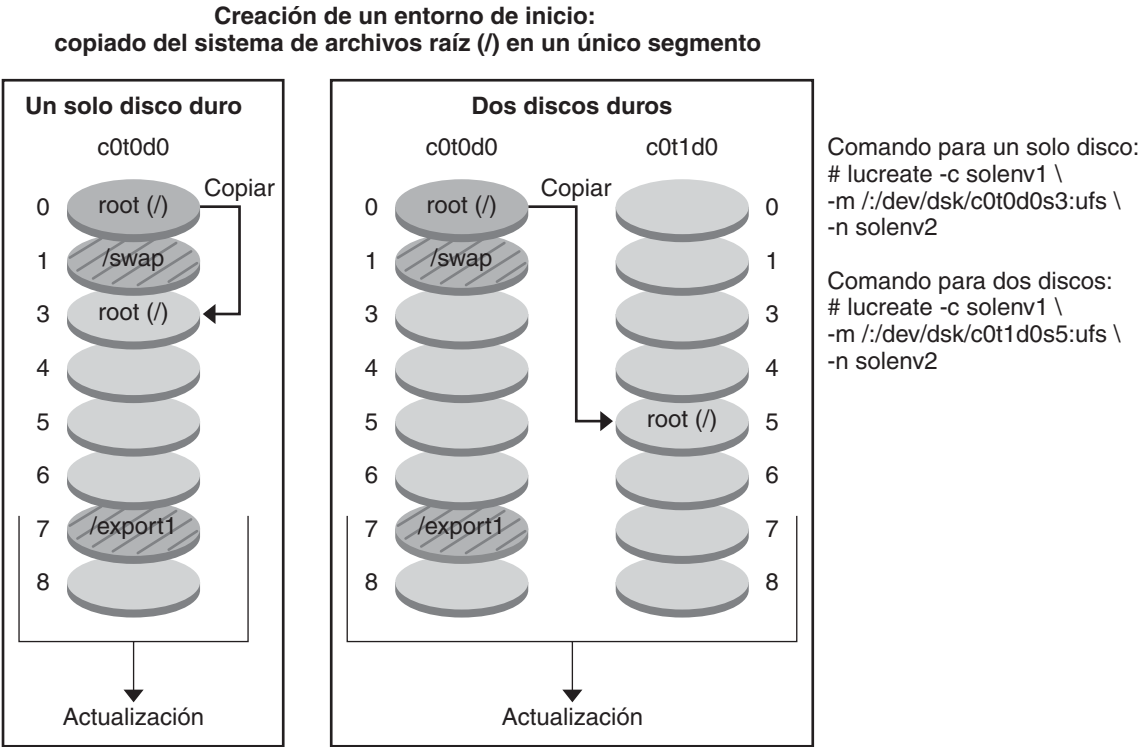 Creación de un entorno de inicio:
copiado del sistema de archivos raíz (/) en un único segmento
Un solo disco duro
c0t0d0
0
root (/)
Copiar
1
/swap
3
root (/)
4
5
6
7
/export1
8
Actualización
Dos discos duros
c0t0d0
c0t1d0
0
root (/)
Copiar
0
1
/swap
1
3
3
4
4
5
root (/)
5
6
6
7
/export1
7
8
8
Actualización
Comando para un solo disco:
# lucreate -c solenv1 \
-m /:/dev/dsk/c0t0d0s3:ufs \
-n solenv2
Comando para dos discos:
# lucreate -c solenv1 \
-m /:/dev/dsk/c0t1d0s5:ufs \
-n solenv2